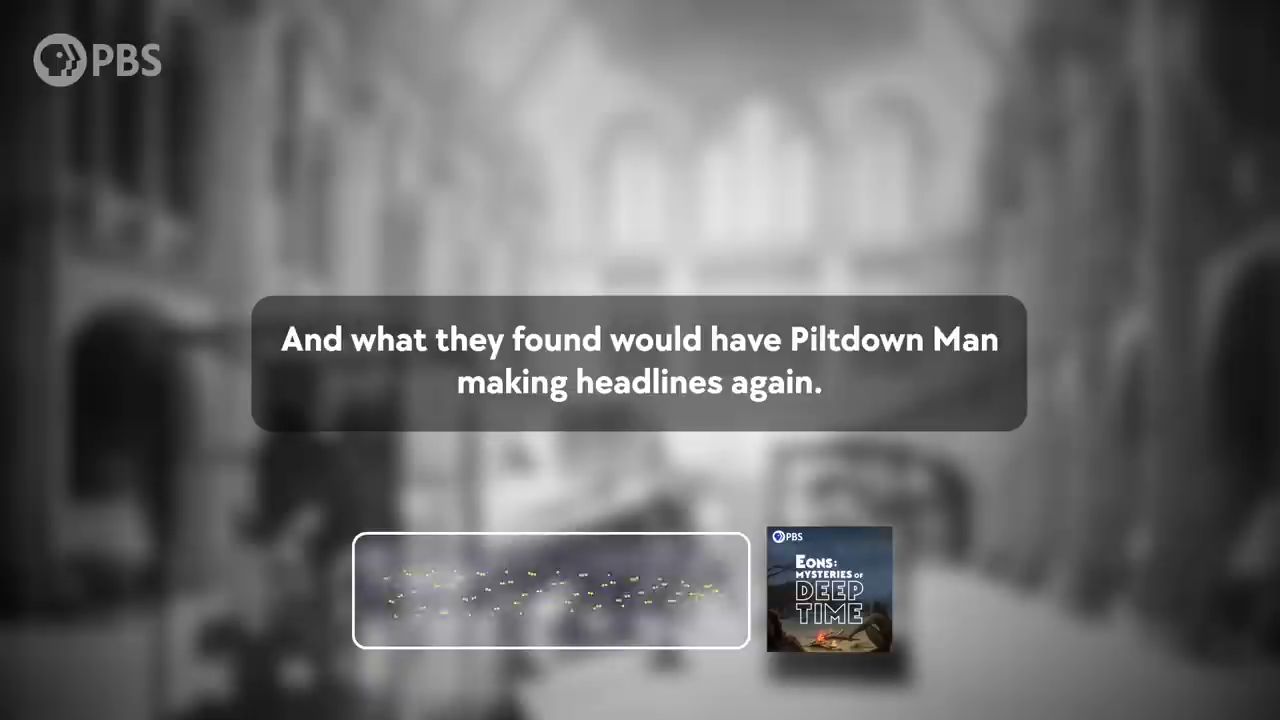 PBS
And what they found would have Piltdown Man
making headlines again.
PBS
EONS:
MYSTERIES OF
DEEP
TIME